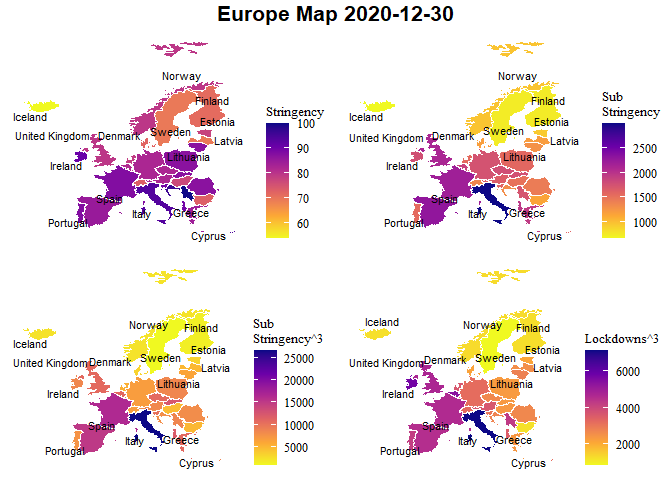 Europe Map 2020-12-30
Norway
Finland
Iceland
Estonia
United Kingdom
Denmark
Sweden
Latvia
Ireland
Lithuania
Spain
Portugal
Italy
Greece
Cyprus
Stringency
100
90
80
70
60
Norway
Finland
Iceland
Estonia
United Kingdom
Denmark
Sweden
Latvia
Ireland
Lithuania
Spain
Portugal
Italy
Greece
Cyprus
Sub
Stringency
2500
2000
1500
1000
Norway
Finland
Iceland
Estonia
United Kingdom
Denmark
Sweden
Latvia
Ireland
Lithuania
Spain
Portugal
Italy
Greece
Cyprus
Sub
Stringency^3
25000
20000
15000
10000
5000
Iceland
Norway
Finland
Estonia
United Kingdom
Denmark
Sweden
Latvia
Ireland
Lithuania
Spain
Portugal
Italy
Greece
Cyprus
Lockdowns^3
6000
4000
2000